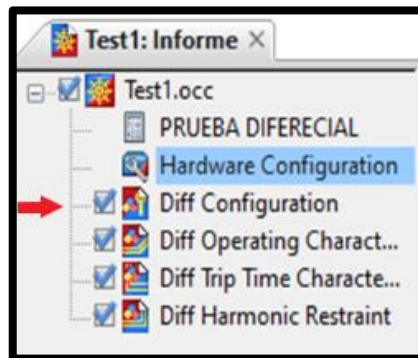 Test1: Informe
Test1.occ
PRUEBA DIFERECIAL
Hardware Configuration
Diff Configuration
Diff Operating Charact...
Diff Trip Time Characte...
Diff Harmonic Restraint